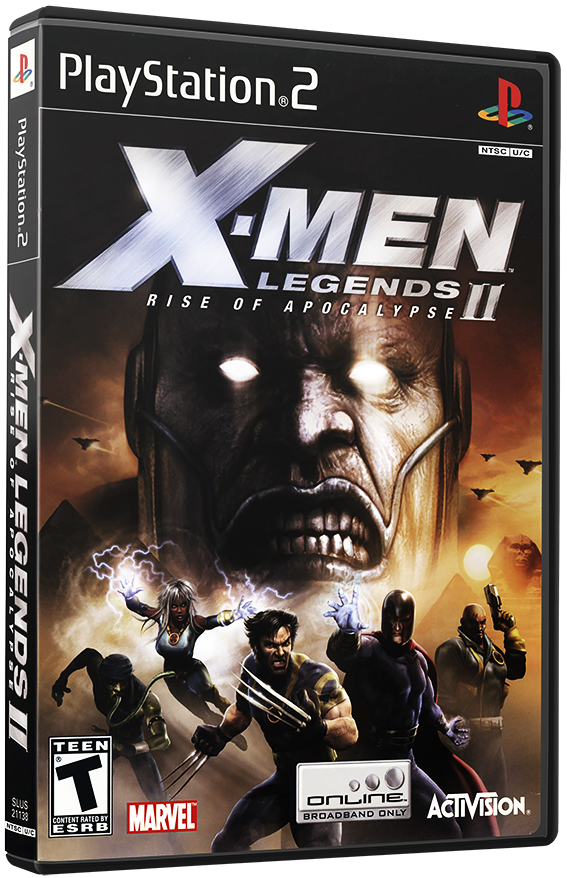 PlayStation®2
NTSC U/C
X-MEN™
LEGENDS II
RISE OF APOCALYPSE
TEEN
T
®
CONTENT RATED BY
ESRB
MARVEL
ONLINE
BROADBAND ONLY
ACTIVISION®
PlayStation®2
X-MEN LEGENDS II
RISE OF APOCALYPSE
SLUS
21138
NTSC U/C